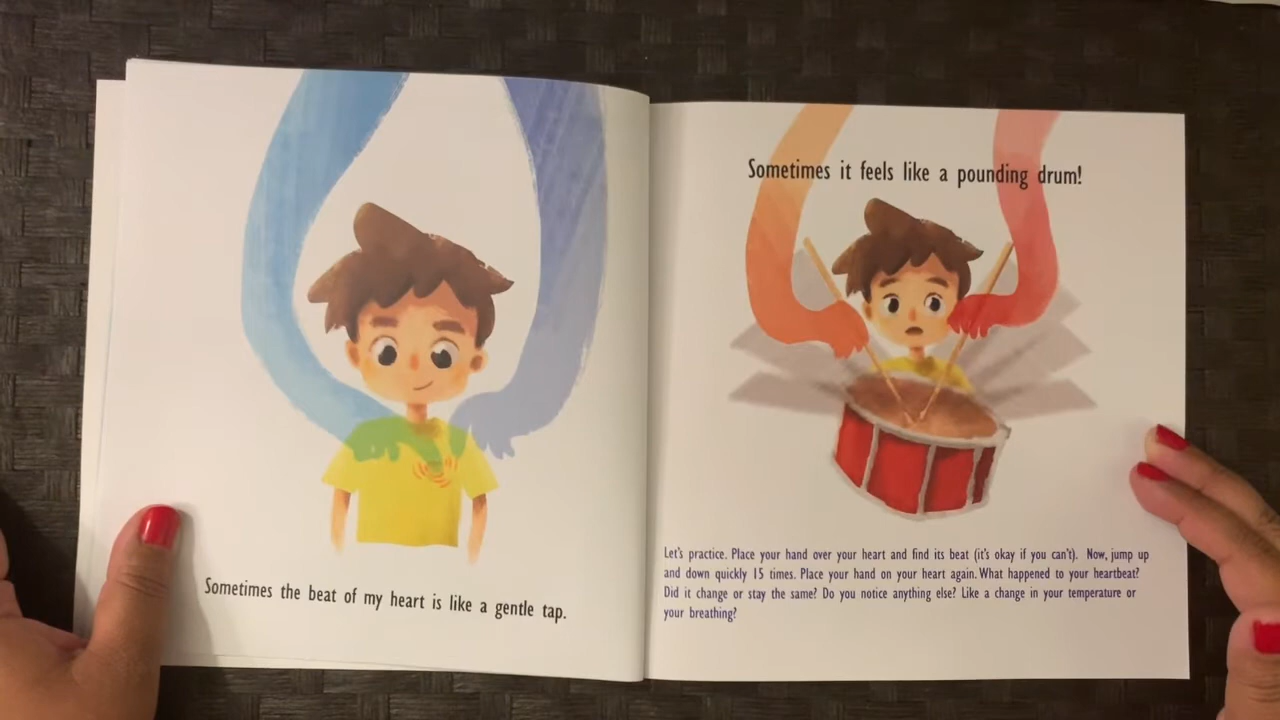 Sometimes the beat of my heart is like a gentle tap.
Sometimes it feels like a pounding drum!
Let's practice. Place your hand over your heart and find its beat (it's okay if you can't). Now, jump up
and down quickly 15 times. Place your hand on your heart again. What happened to your heartbeat?
Did it change or stay the same? Do you notice anything else? Like a change in your temperature or
your breathing?